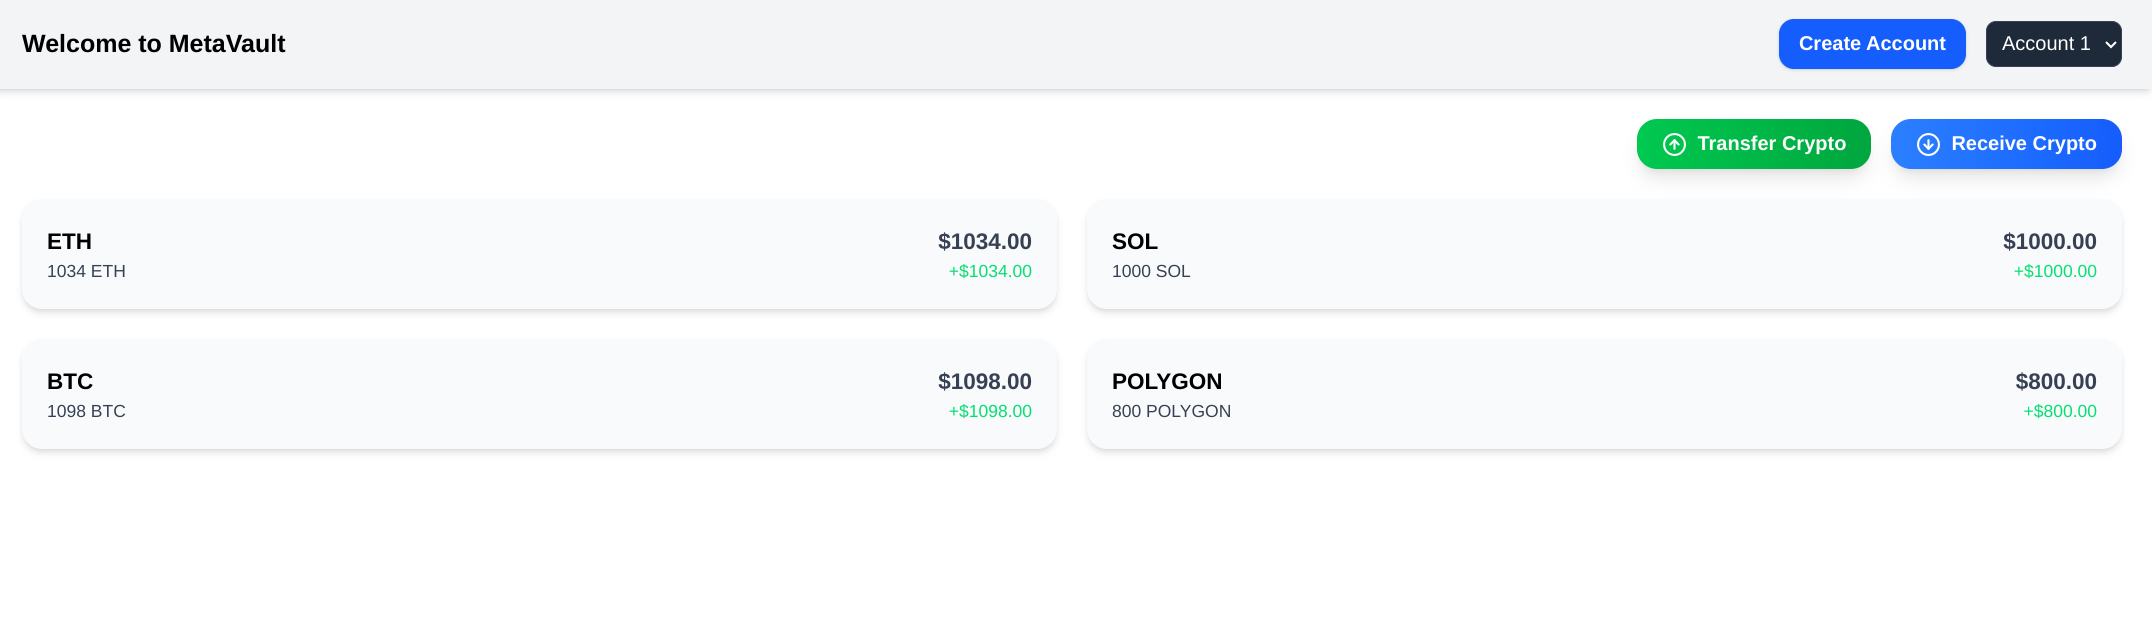 Welcome to MetaVault
Create Account
Account 1
Transfer Crypto
Receive Crypto
ETH
$1034.00
1034 ETH
+$1034.00
SOL
$1000.00
1000 SOL
+$1000.00
BTC
$1098.00
1098 BTC
+$1098.00
POLYGON
$800.00
800 POLYGON
+$800.00